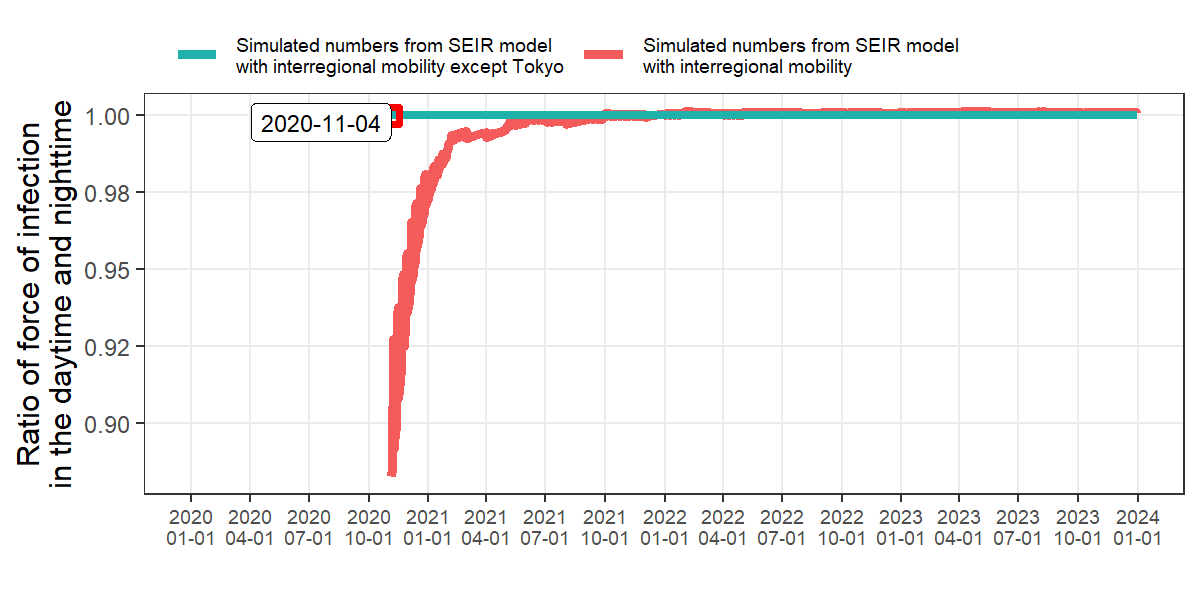 Simulated numbers from SEIR model
with interregional mobility except Tokyo
Simulated numbers from SEIR model
with interregional mobility
Ratio of force of infection
in the daytime and nighttime
1.00
0.98
0.95
0.92
0.90
2020-11-04
2020 2020 2020 2020 2021 2021 2021 2021 2022 2022 2022 2022 2023 2023 2023 2023 2024
01-01 04-01 07-01 10-01 01-01 04-01 07-01 10-01 01-01 04-01 07-01 10-01 01-01 04-01 07-01 10-01 01-01